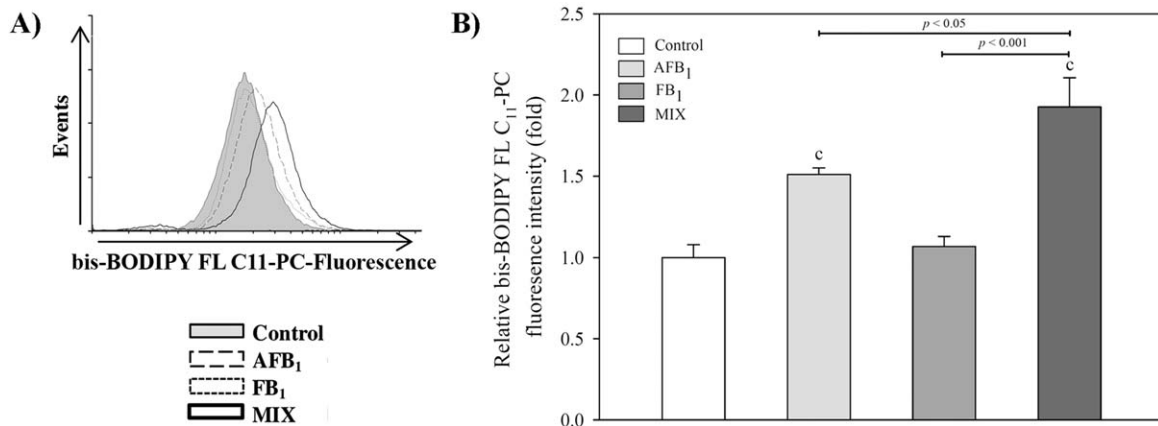 A)
Events
bis-BODIPY FL C11-PC-Fluorescence
Control
AFB₁
FB₁
MIX
B)
Relative bis-BODIPY FL C₁₁-PC
fluoresence intensity (fold)
2.5
2.0
1.5
1.0
0.5
0.0
Control
AFB₁
FB₁
MIX
p < 0.05
p < 0.001
c
c